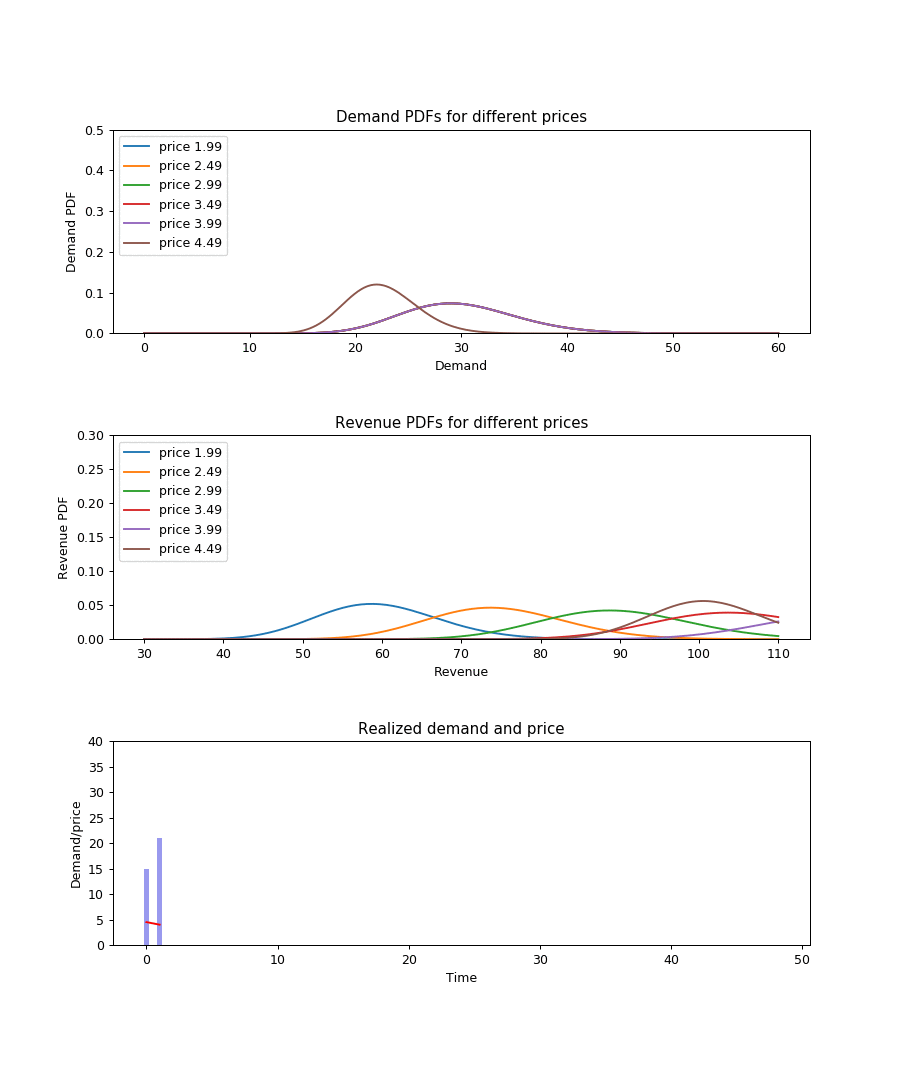 Demand PDFs for different prices
0.5
0.4
0.3
0.2
0.1
0.0
Demand PDF
price 1.99
price 2.49
price 2.99
price 3.49
price 3.99
price 4.49
0 10 20 30 40 50 60
Demand
Revenue PDFs for different prices
0.30
0.25
0.20
0.15
0.10
0.05
0.00
Revenue PDF
price 1.99
price 2.49
price 2.99
price 3.49
price 3.99
price 4.49
30 40 50 60 70 80 90 100 110
Revenue
Realized demand and price
40
35
30
25
20
15
10
5
0
Demand/price
0 10 20 30 40 50
Time